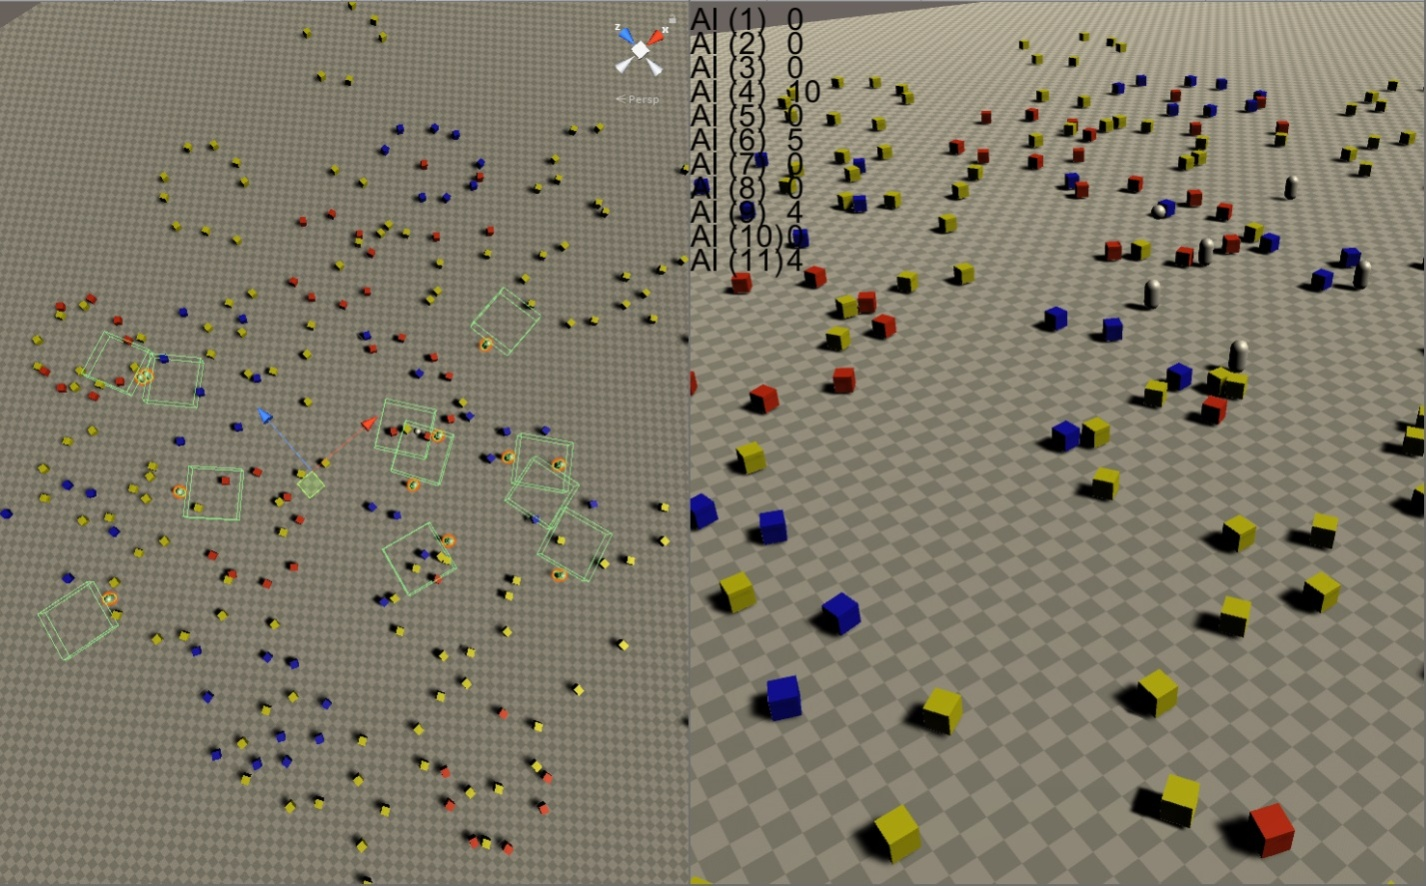 z
x
< Persp
AI (1) 0
AI (2) 0
AI (3) 0
AI (4) 10
AI (5) 0
AI (6) 5
AI (7) 0
AI (8) 0
AI (9) 4
AI (10) 0
AI (11) 4